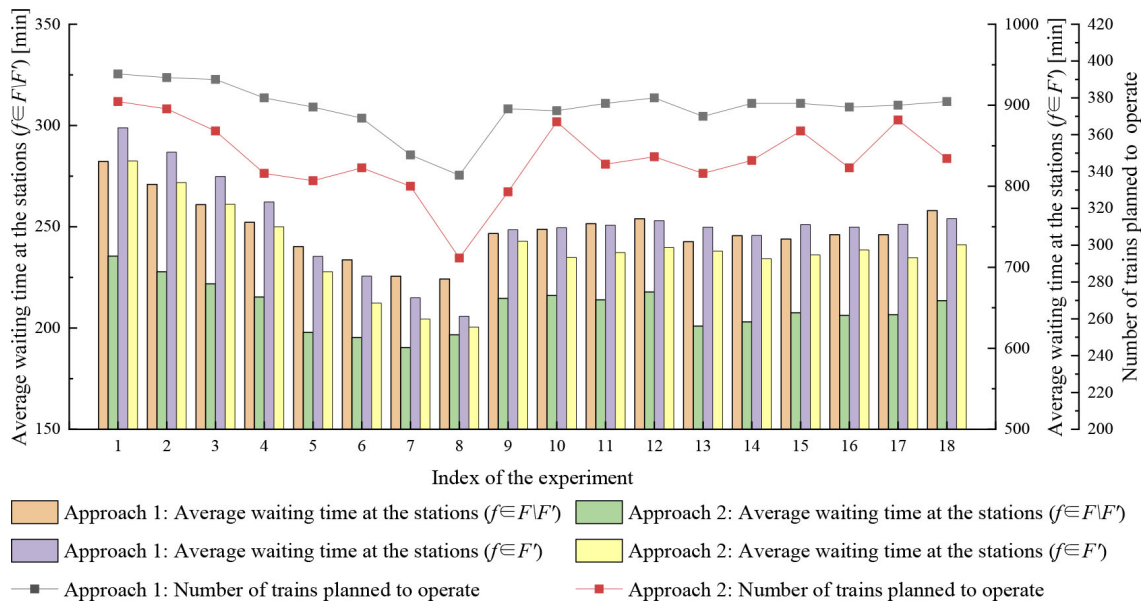 Average waiting time at the stations (f∈F\F′) [min]
350
300
250
200
150
1000
900
800
700
600
500
Average waiting time at the stations (f∈F′) [min]
Number of trains planned to operate
420
400
380
360
340
320
300
280
260
240
220
200
1 2 3 4 5 6 7 8 9 10 11 12 13 14 15 16 17 18
Index of the experiment
Approach 1: Average waiting time at the stations (f∈F\F′) Approach 2: Average waiting time at the stations (f∈F\F′)
Approach 1: Average waiting time at the stations (f∈F′) Approach 2: Average waiting time at the stations (f∈F′)
Approach 1: Number of trains planned to operate Approach 2: Number of trains planned to operate